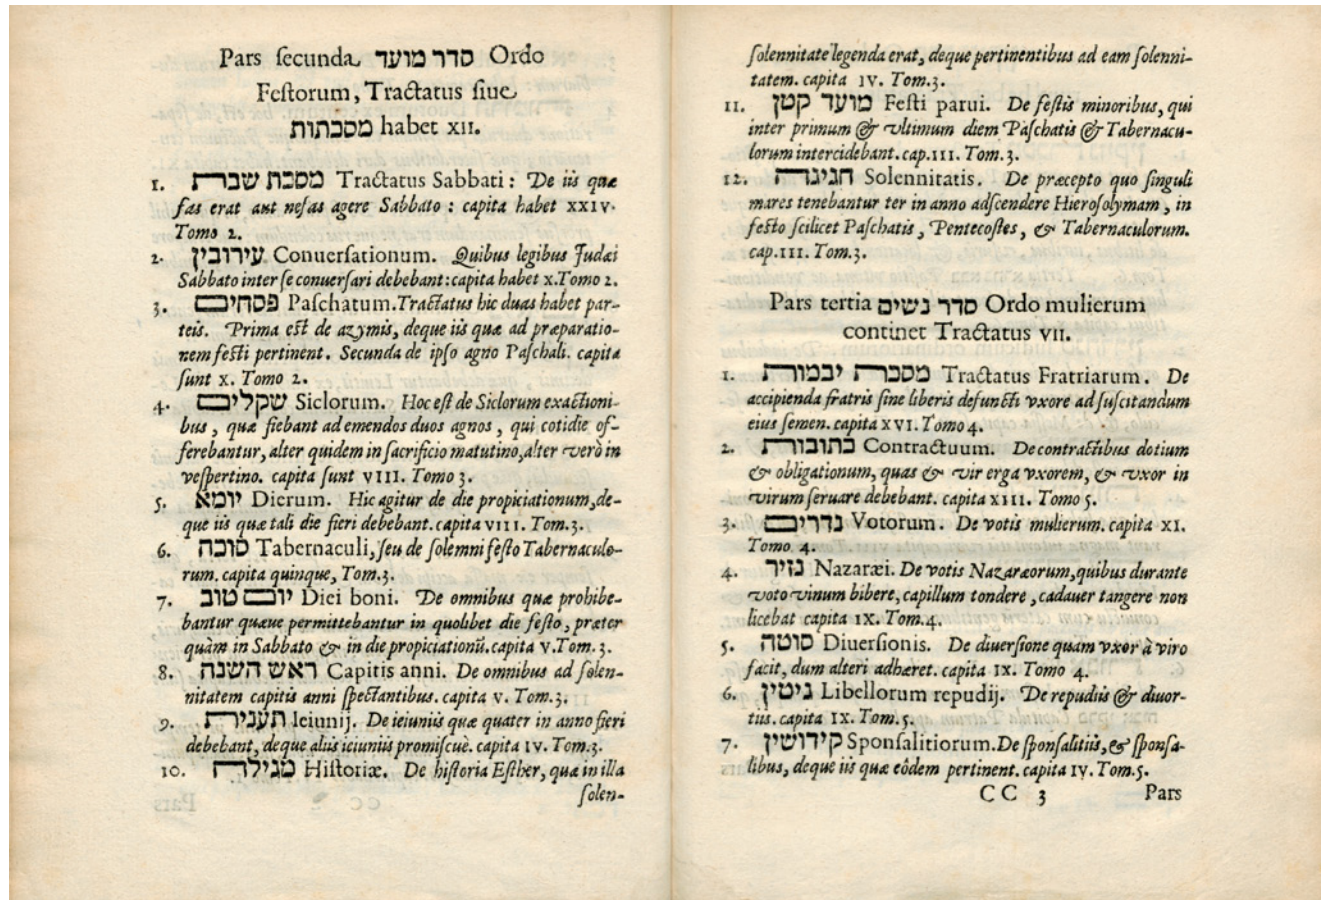 Pars ſecunda סדר מועד Ordo
Feſtorum, Tractatus ſiue
מסכתות habet XII.
1. מסכת שבת Tractatus Sabbati: De iis quæ
fas erat aut nefas agere Sabbato: capita habet XXIV.
Tomo 2.
2. עירובין Conuerſationum. Quibus legibus Judæi
Sabbato inter ſe conuerſari debebant: capita habet X. Tomo 2.
3. פסחים Paſchatum. Tractatus hic duas habet par-
teis. Prima eſt de azymis, deque iis quæ ad præparatio-
nem feſti pertinent. Secunda de ipſo agno Paſchali. capita
ſunt X. Tomo 2.
4. שקלים Siclorum. Hoc eſt de Siclorum exactioni-
bus, quæ fiebant ad emendos duos agnos, qui cotidie of-
ferebantur, alter quidem in ſacrificio matutino, alter verò in
veſpertino. capita ſunt VIII. Tomo 3.
5. יומא Dierum. Hic agitur de die propiciationum, de-
que iis quæ tali die fieri debebant. capita VIII. Tom. 3.
6. סוכה Tabernaculi, ſeu de ſolemni feſto Tabernaculo-
rum. capita quinque, Tom. 3.
7. יום טוב Diei boni. De omnibus quæ prohibe-
bantur quæue permittebantur in quolibet die feſto, præter
quàm in Sabbato & in die propiciationũ. capita V. Tom. 3.
8. ראש השנה Capitis anni. De omnibus ad ſolen-
nitatem capitis anni ſpectantibus. capita V. Tom. 3.
9. תענית Ieiunij. De ieiuniis quæ quater in anno fieri
debebant, deque aliis ieiuniis promiſcuè. capita IV. Tom. 3.
10. מגילה Hiſtoriæ. De hiſtoria Eſther, quæ in illa
ſolen-
ſolennitate legenda erat, deque pertinentibus ad eam ſolenni-
tatem. capita IV. Tom. 3.
11. מועד קטן Feſti parui. De feſtis minoribus, qui
inter primum & vltimum diem Paſchatis & Tabernacu-
lorum intercidebant. cap. III. Tom. 3.
12. חגיגה Solennitatis. De præcepto quo ſinguli
mares tenebantur ter in anno adſcendere Hieroſolymam, in
feſto ſcilicet Paſchatis, Pentecoſtes, & Tabernaculorum.
cap. III. Tom. 3.
Pars tertia סדר נשים Ordo mulierum
continet Tractatus VII.
1. מסכת יבמות Tractatus Fratriarum. De
accipienda fratris ſine liberis defuncti vxore ad ſuſcitandum
eius ſemen. capita XVI. Tomo 4.
2. כתובות Contractuum. De contractibus dotium
& obligationum, quas & vir erga vxorem, & vxor in
virum ſeruare debebant. capita XIII. Tomo 5.
3. נדרים Votorum. De votis mulierum. capita XI.
Tomo 4.
4. נזיר Nazaræi. De votis Nazaræorum, quibus durante
voto vinum bibere, capillum tondere, cadauer tangere non
licebat capita IX. Tom. 4.
5. סוטה Diuerſionis. De diuerſione quam vxor à viro
facit, dum alteri adhæret. capita IX. Tomo 4.
6. גיטין Libellorum repudij. De repudiis & diuor-
tiis. capita IX. Tom. 5.
7. קידושין Sponſalitiorum. De ſponſalitiis, & ſponſa-
libus, deque iis quæ eôdem pertinent. capita IV. Tom. 5.
CC 3 Pars